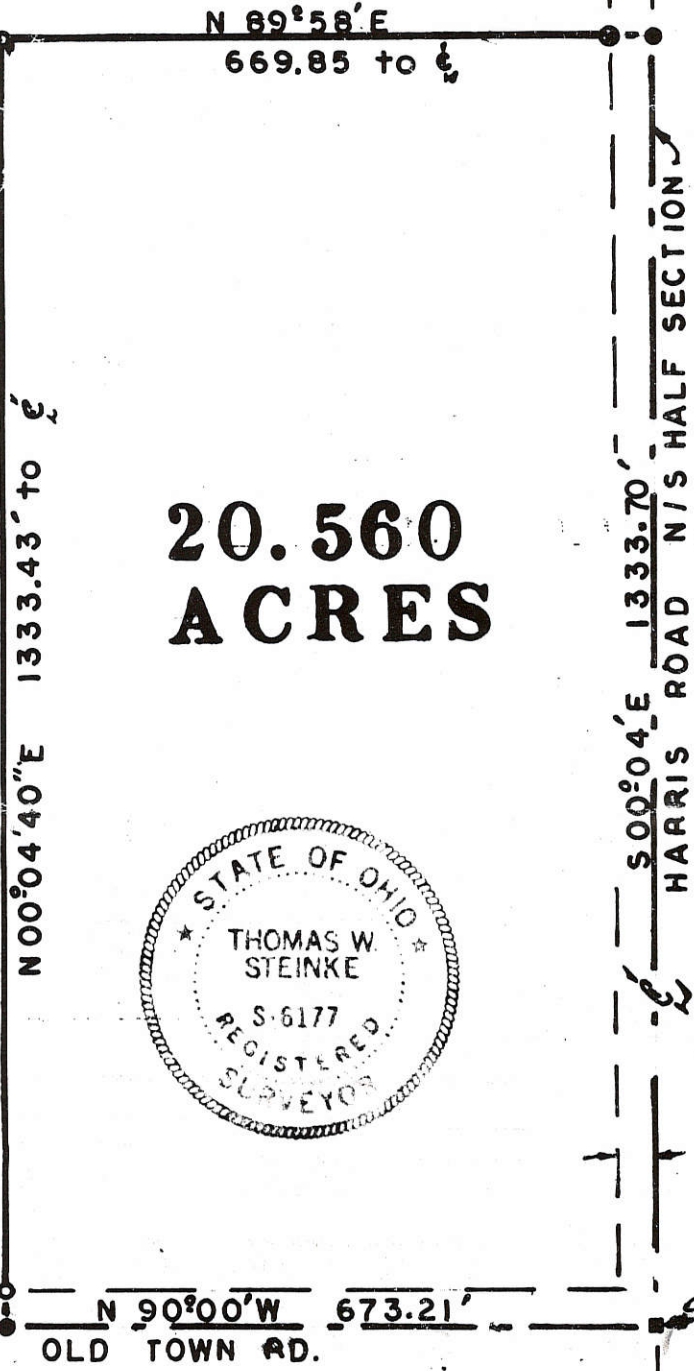 N 89°58'E
669.85 to ℄
N00°04'40"E 1333.43' to ℄
20.560
ACRES
S 00°04'E 1333.70'
℄ HARRIS ROAD N/S HALF SECTION
STATE OF OHIO
THOMAS W.
STEINKE
S-6177
REGISTERED
SURVEYOR
N 90°00'W 673.21'
OLD TOWN RD.